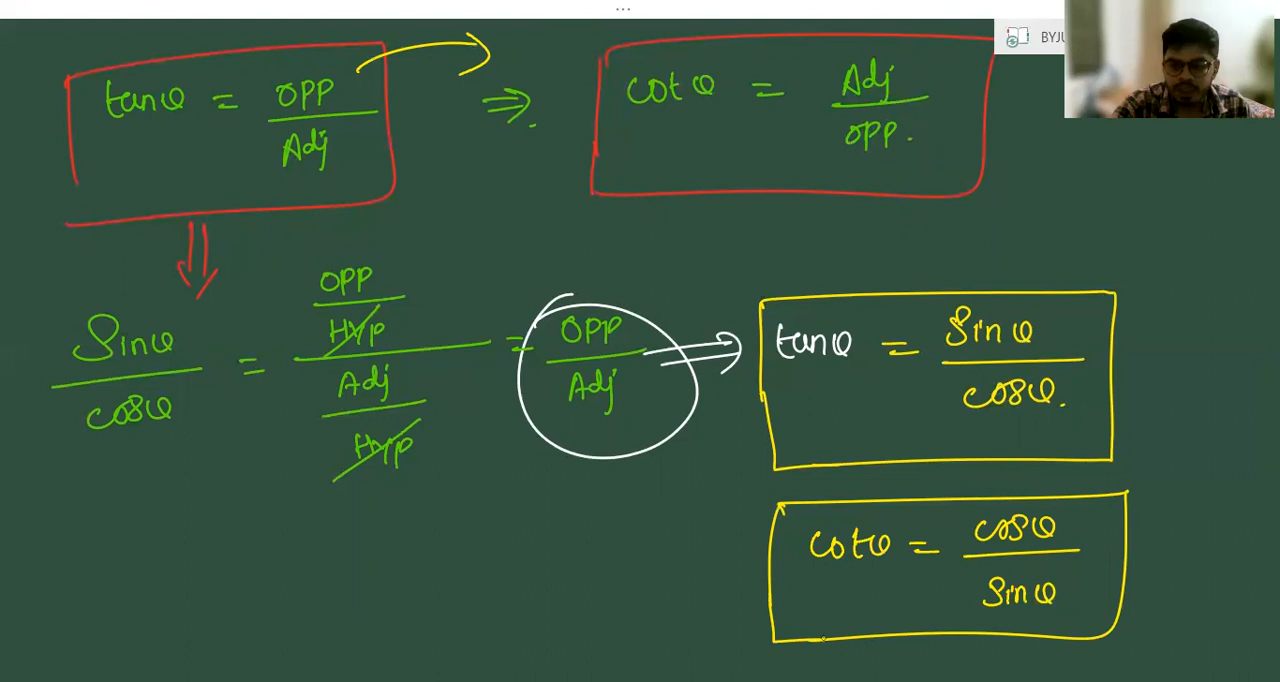 BYJU
tanθ = OPP / Adj ⇒. cotθ = Adj / OPP.
Sinθ / cosθ = OPP / Hyp / Adj / Hyp = OPP / Adj ⇒ tanθ = Sinθ / cosθ.
cotθ = cosθ / Sinθ